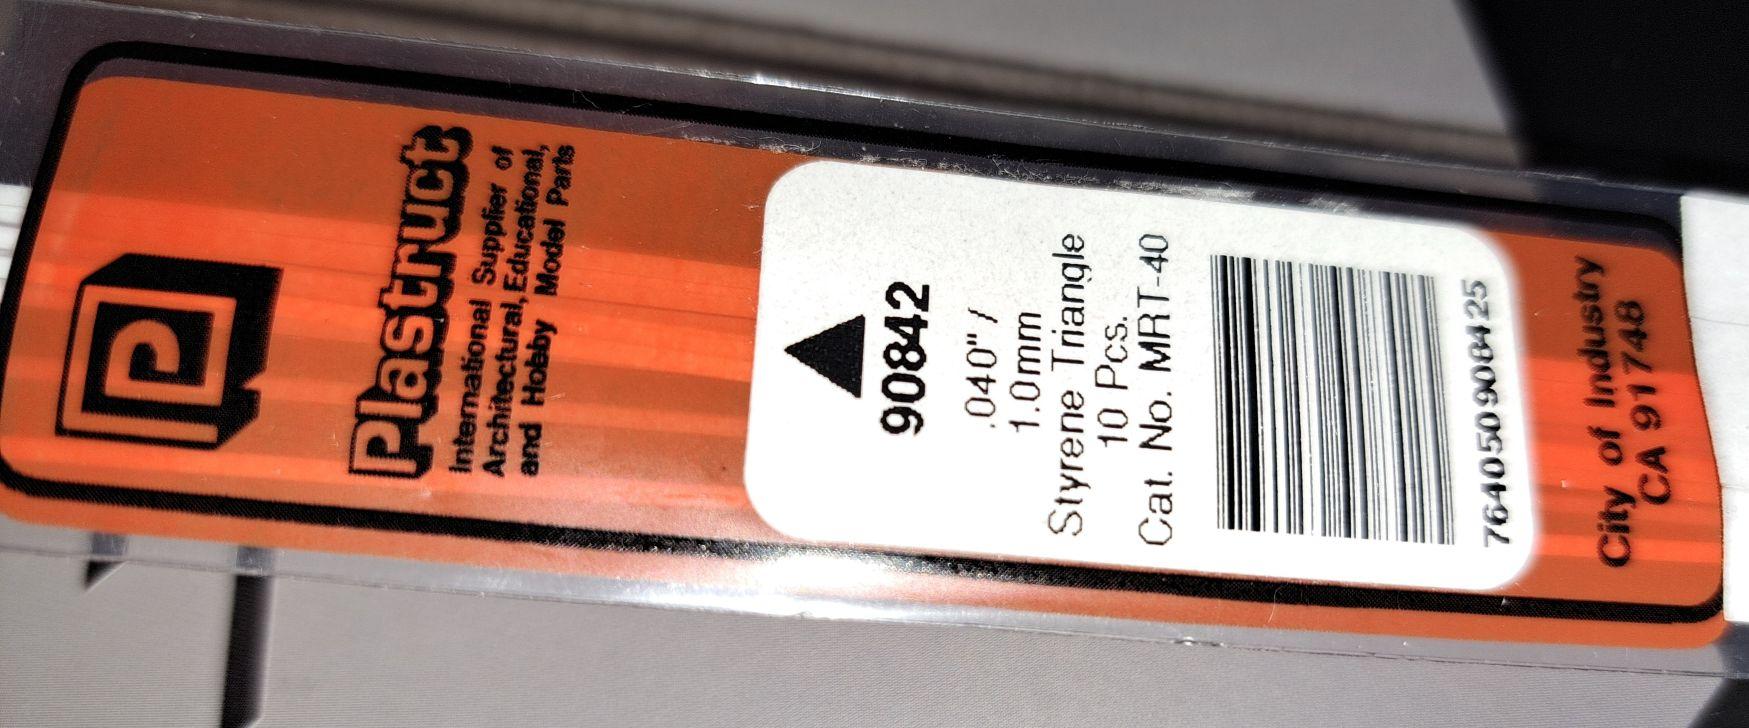 P
Plastruct
International Supplier of
Architectural, Educational,
and Hobby Model Parts
90842
.040" /
1.0mm
Styrene Triangle
10 Pcs.
Cat. No. MRT-40
764050908425
City of Industry
CA 91748